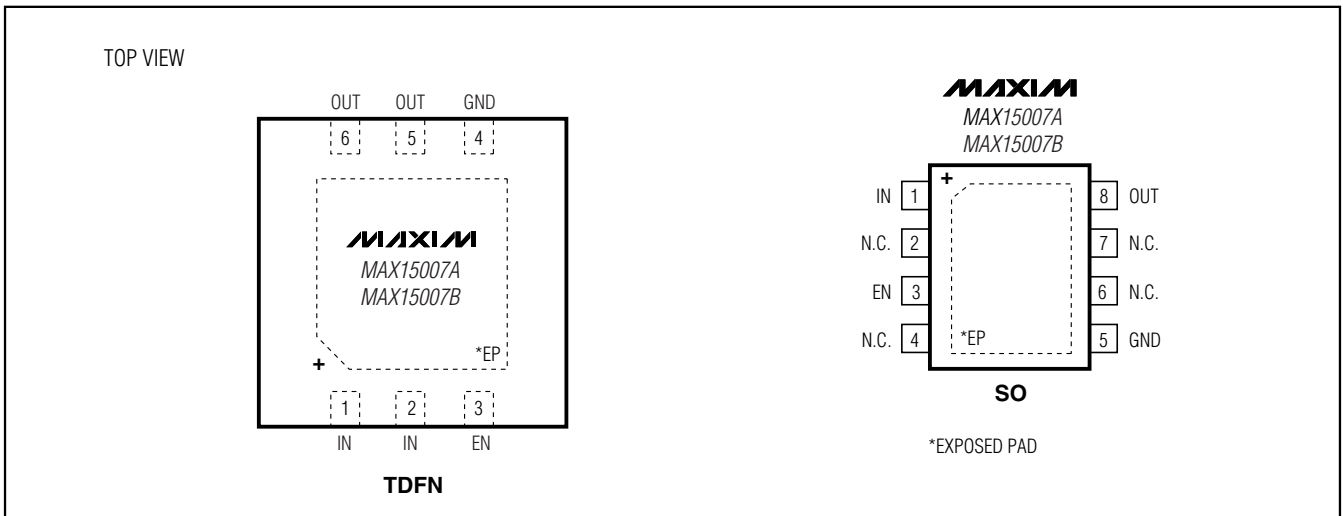 TOP VIEW
OUT OUT GND
6 5 4
MAXIM
MAX15007A
MAX15007B
*EP
+
1 2 3
IN IN EN
TDFN
MAXIM
MAX15007A
MAX15007B
+
IN 1 8 OUT
N.C. 2 7 N.C.
EN 3 6 N.C.
N.C. 4 *EP 5 GND
SO
*EXPOSED PAD